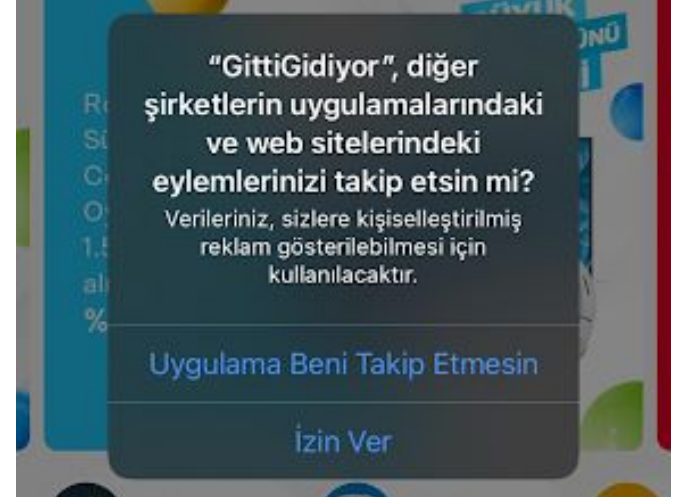 BÜYÜK
"GittiGidiyor", diğer
şirketlerin uygulamalarındaki
ve web sitelerindeki
eylemlerinizi takip etsin mi?
Verileriniz, sizlere kişiselleştirilmiş
reklam gösterilebilmesi için
kullanılacaktır.
%
Uygulama Beni Takip Etmesin
İzin Ver